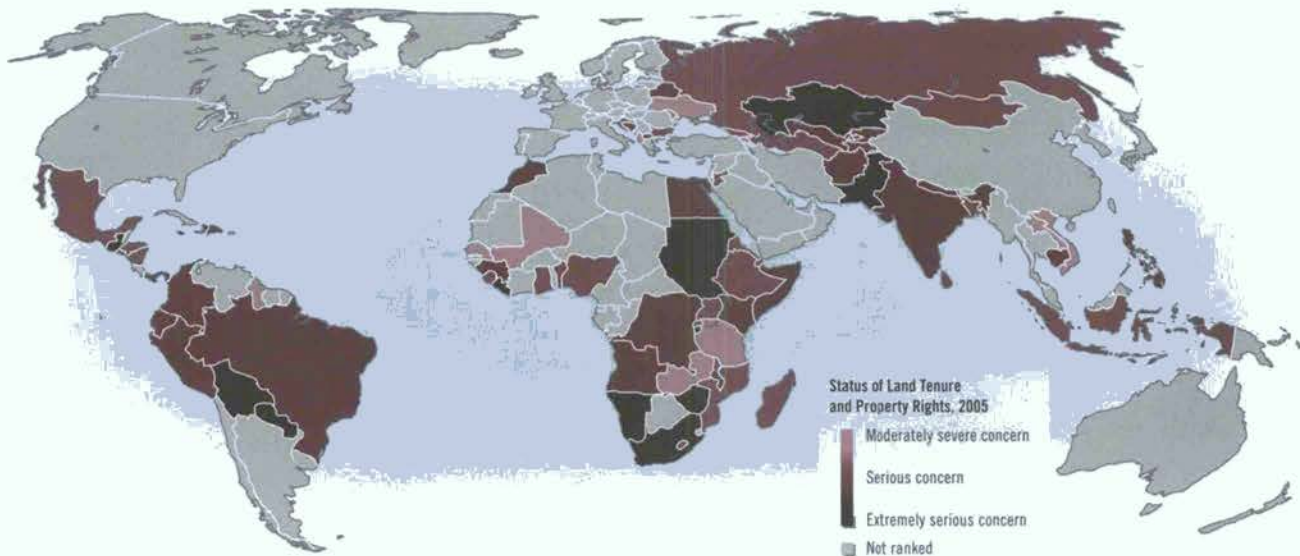 Status of Land Tenure
and Property Rights, 2005
Moderately severe concern
Serious concern
Extremely serious concern
Not ranked